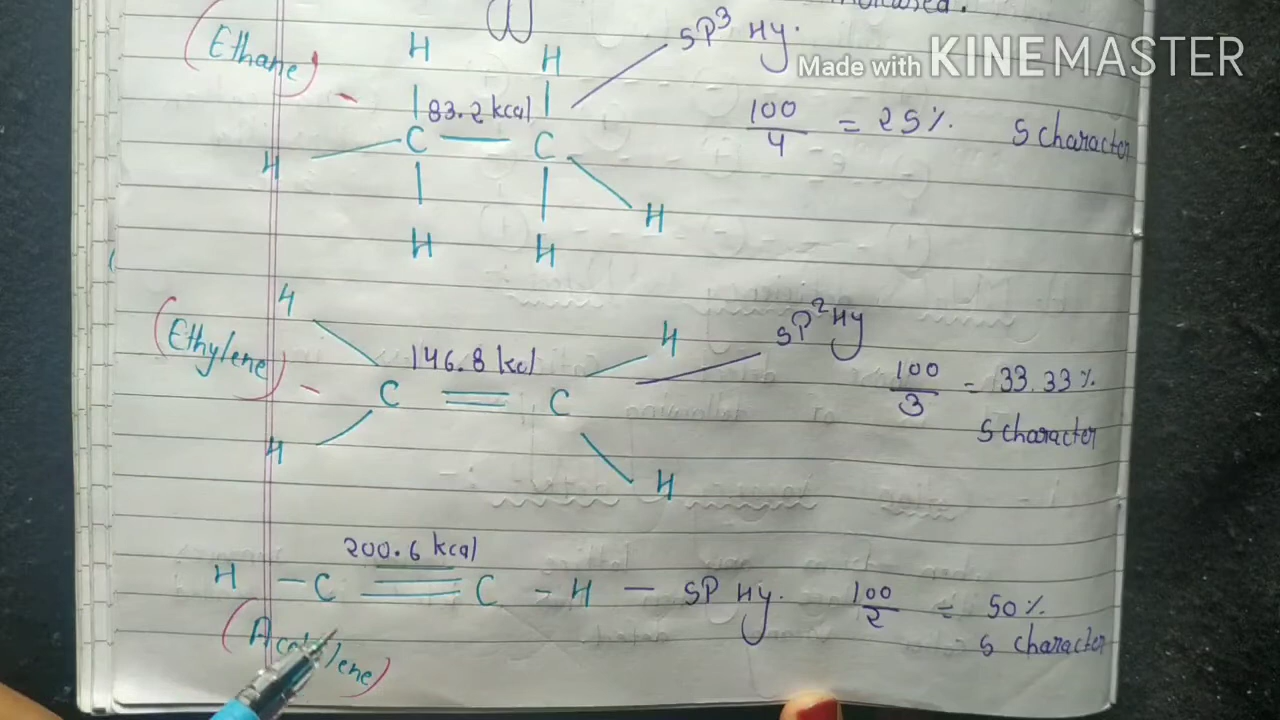 increased.
(Ethane) -
H H
83.2 kcal
H C — C H
H H
SP³ Hy.
Made with KINEMASTER
100/4 = 25% S character
(Ethylene) -
H H
146.8 kcal
C = C
H H
SP² Hy
100/3 = 33.33%
S character
200.6 kcal
H - C ≡ C - H — SP Hy. 100/2 = 50%
S character
(Acetylene)